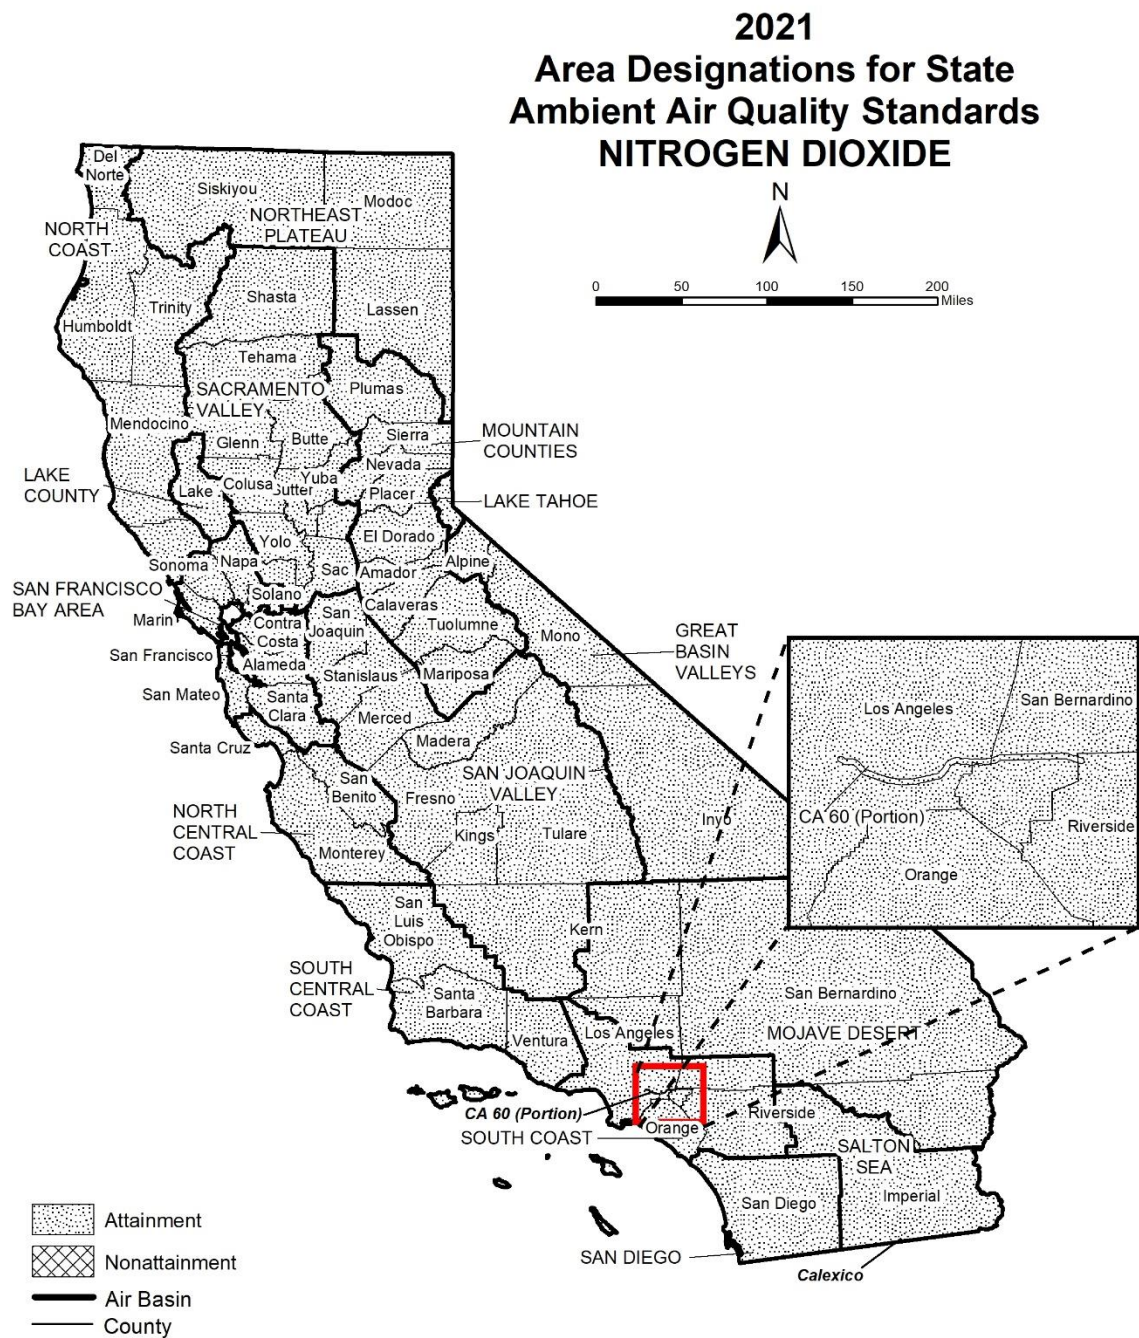 2021
Area Designations for State
Ambient Air Quality Standards
NITROGEN DIOXIDE
N
0 50 100 150 200
Miles
Del
Norte
Siskiyou
Modoc
NORTHEAST
PLATEAU
NORTH
COAST
Trinity
Shasta
Lassen
Humboldt
Tehama
SACRAMENTO
VALLEY
Plumas
Mendocino
Glenn
Butte
Sierra
MOUNTAIN
COUNTIES
Nevada
LAKE
COUNTY
Lake
Colusa
Yuba
Placer
LAKE TAHOE
Yolo
El Dorado
Sonoma
Napa
Sac
Amador
Alpine
SAN FRANCISCO
BAY AREA
Solano
Marin
Contra
Costa
San
Joaquin
Calaveras
Tuolumne
Mono
GREAT
BASIN
VALLEYS
San Francisco
Alameda
Stanislaus
Mariposa
San Mateo
Santa
Clara
Merced
Madera
Santa Cruz
San
Benito
Fresno
SAN JOAQUIN
VALLEY
NORTH
CENTRAL
COAST
Monterey
Kings
Tulare
Inyo
Los Angeles
San Bernardino
CA 60 (Portion)
Riverside
Orange
San
Luis
Obispo
Kern
SOUTH
CENTRAL
COAST
Santa
Barbara
Ventura
Los Angeles
San Bernardino
MOJAVE DESERT
CA 60 (Portion)
Orange
Riverside
SOUTH COAST
SALTON
SEA
San Diego
Imperial
SAN DIEGO
Calexico
Attainment
Nonattainment
Air Basin
County